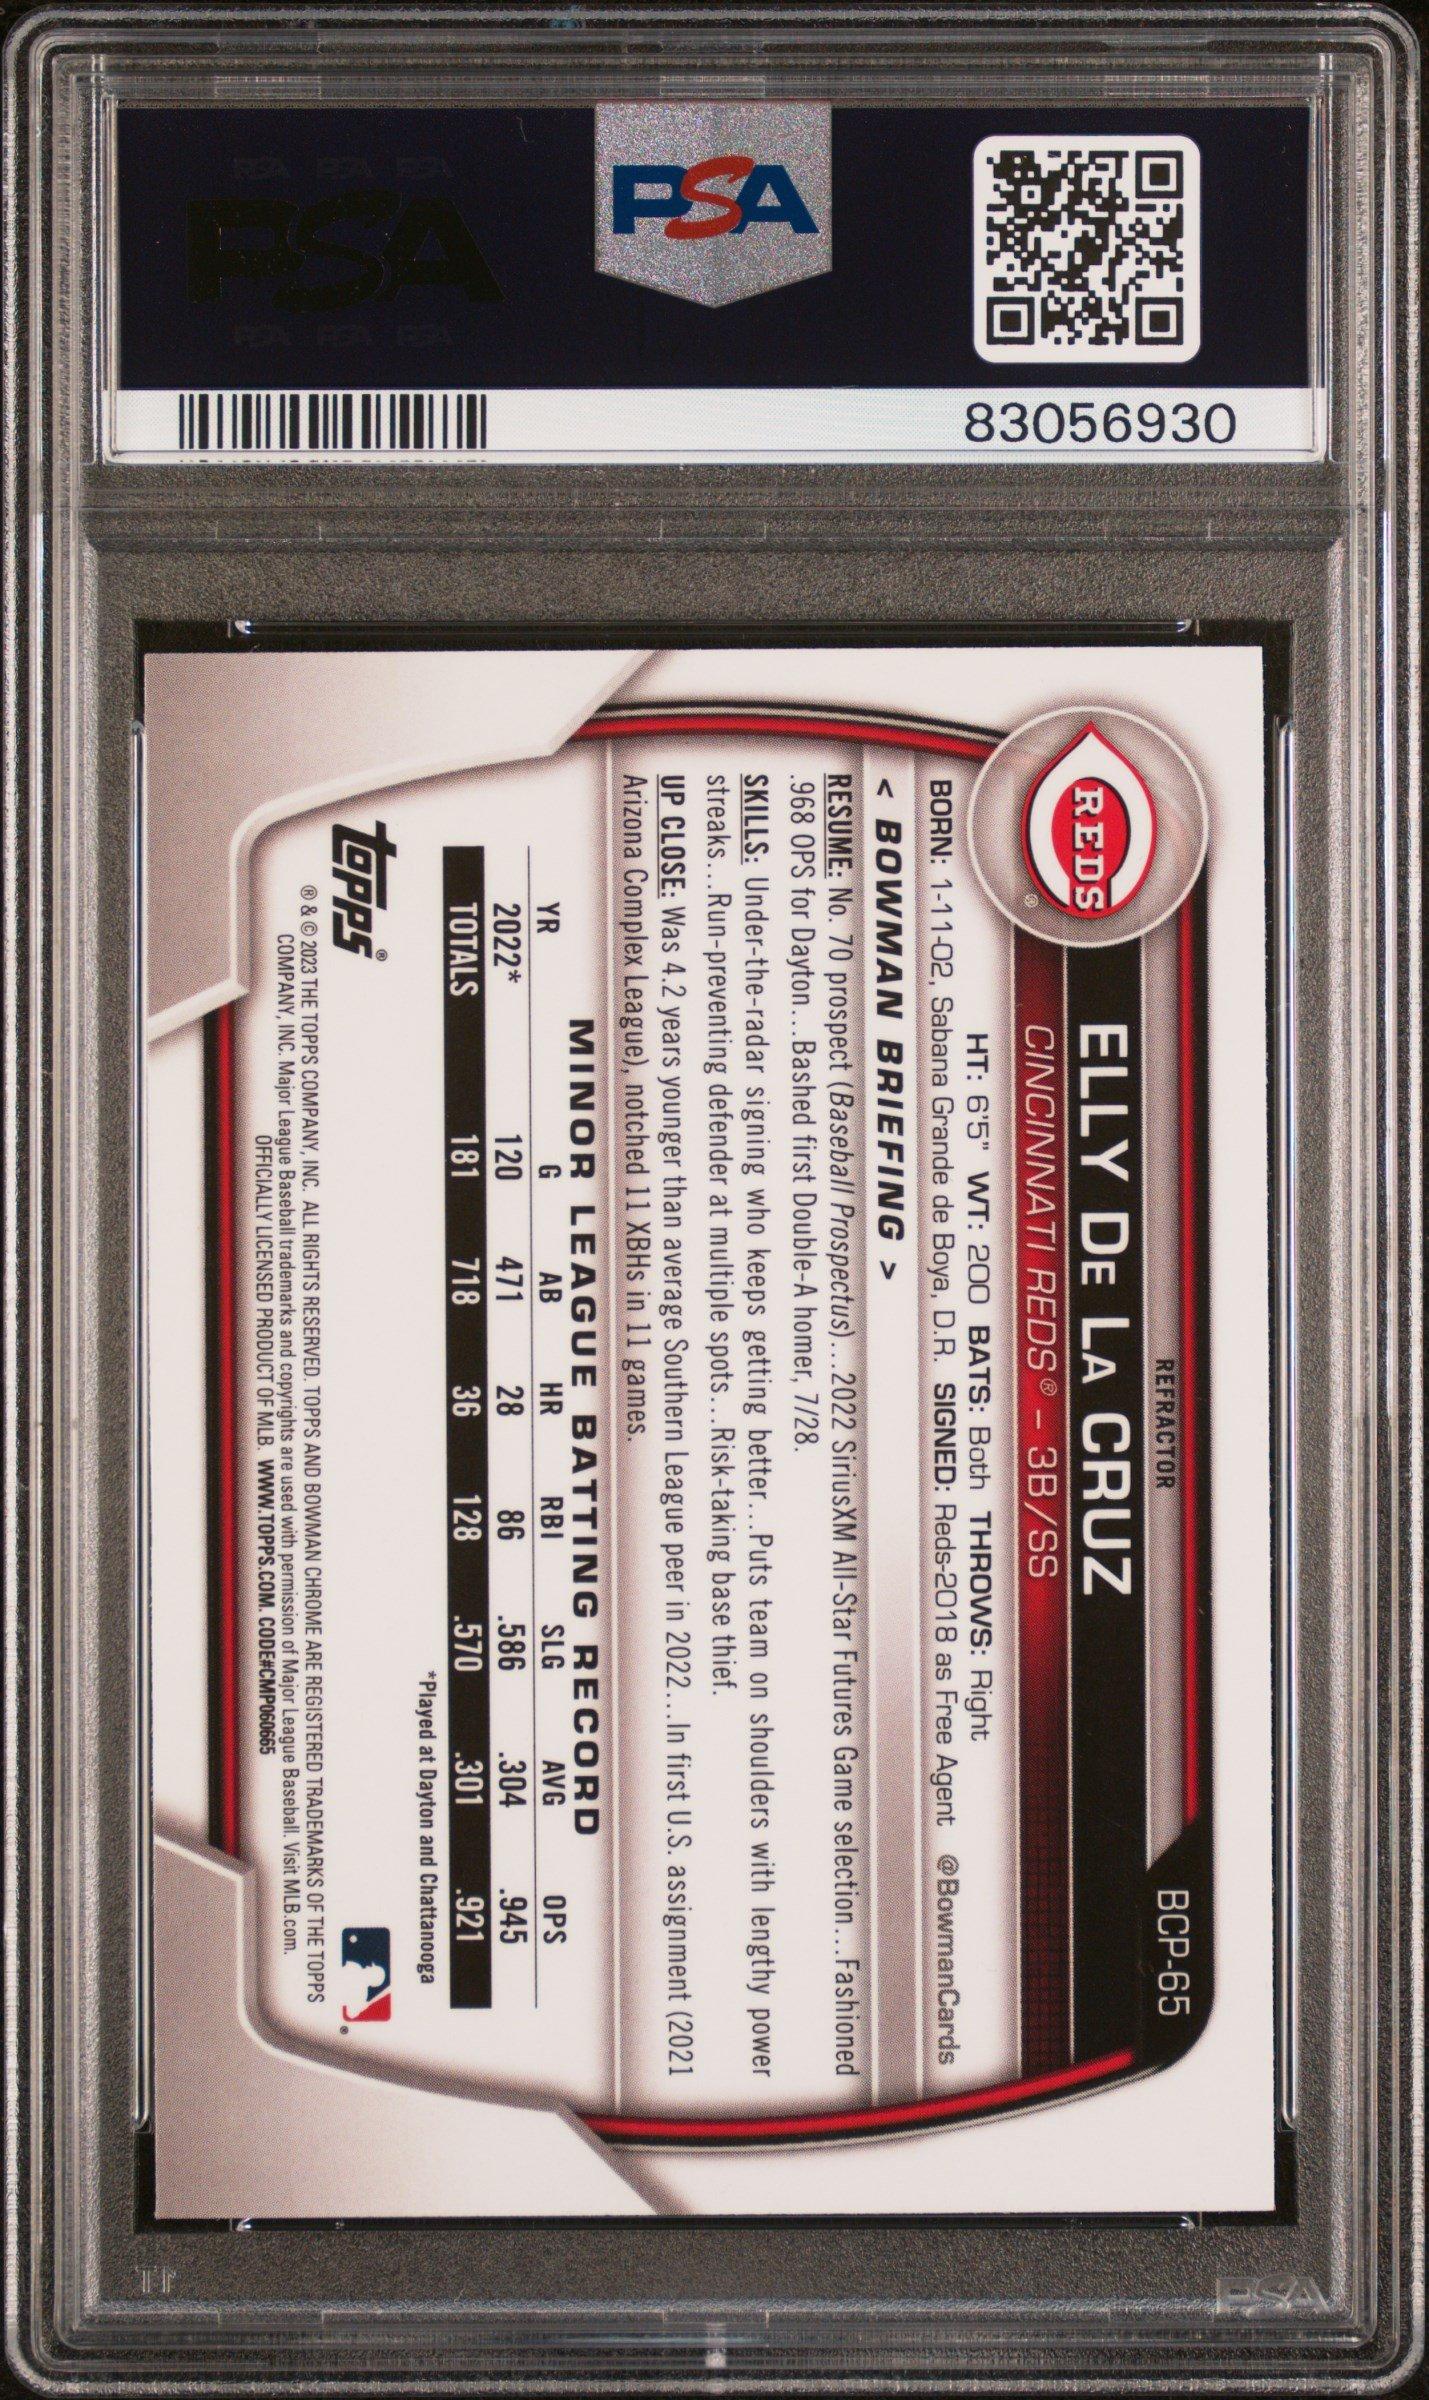 PSA PSA PSA
PSA
PSA PSA PSA
PSA
83056930
REFRACTOR
BCP-65
REDS®
ELLY DE LA CRUZ
CINCINNATI REDS® – 3B/SS
HT: 6'5" WT: 200 BATS: Both THROWS: Right
BORN: 1-11-02, Sabana Grande de Boya, D.R. SIGNED: Reds-2018 as Free Agent @BowmanCards
< BOWMAN BRIEFING >
RESUME: No. 70 prospect (Baseball Prospectus)...2022 SiriusXM All-Star Futures Game selection...Fashioned
.968 OPS for Dayton...Bashed first Double-A homer, 7/28.
SKILLS: Under-the-radar signing who keeps getting better...Puts team on shoulders with lengthy power
streaks...Run-preventing defender at multiple spots...Risk-taking base thief.
UP CLOSE: Was 4.2 years younger than average Southern League peer in 2022...In first U.S. assignment (2021
Arizona Complex League), notched 11 XBHs in 11 games.
MINOR LEAGUE BATTING RECORD
YR G AB HR RBI SLG AVG OPS
2022* 120 471 28 86 .586 .304 .945
TOTALS 181 718 36 128 .570 .301 .921
*Played at Dayton and Chattanooga
topps®
® & © 2023 THE TOPPS COMPANY, INC. ALL RIGHTS RESERVED. TOPPS AND BOWMAN CHROME ARE REGISTERED TRADEMARKS OF THE TOPPS
COMPANY, INC. Major League Baseball trademarks and copyrights are used with permission of Major League Baseball. Visit MLB.com.
OFFICIALLY LICENSED PRODUCT OF MLB. WWW.TOPPS.COM. CODE#CMP060665
PSA